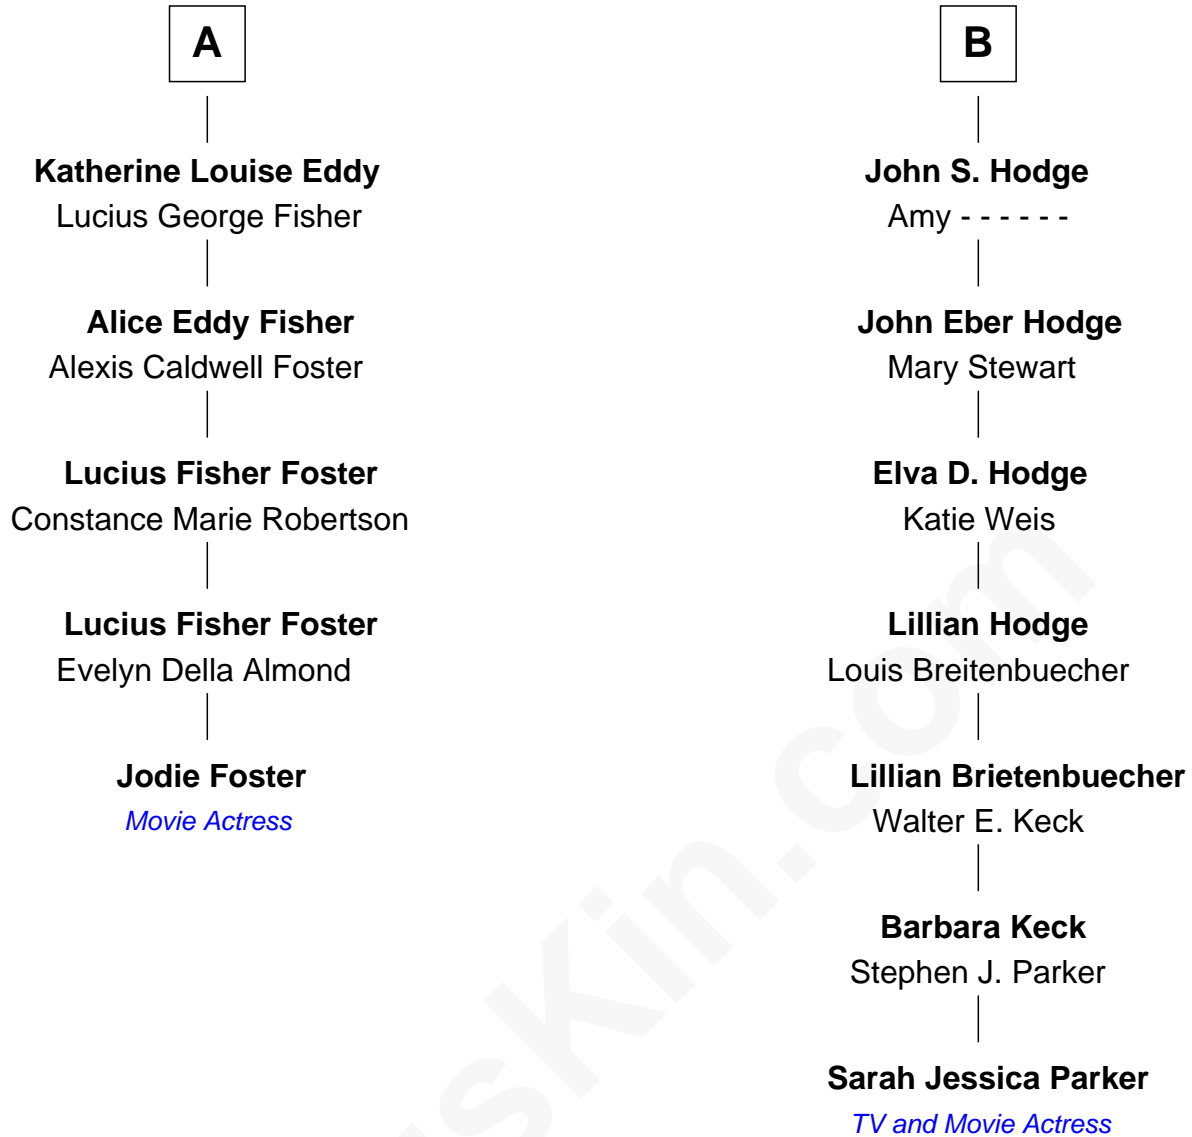 A
Katherine Louise Eddy
Lucius George Fisher
Alice Eddy Fisher
Alexis Caldwell Foster
Lucius Fisher Foster
Constance Marie Robertson
Lucius Fisher Foster
Evelyn Della Almond
Jodie Foster
Movie Actress
B
John S. Hodge
Amy - - - - - -
John Eber Hodge
Mary Stewart
Elva D. Hodge
Katie Weis
Lillian Hodge
Louis Breitenbuecher
Lillian Brietenbuecher
Walter E. Keck
Barbara Keck
Stephen J. Parker
Sarah Jessica Parker
TV and Movie Actress
sKin.com